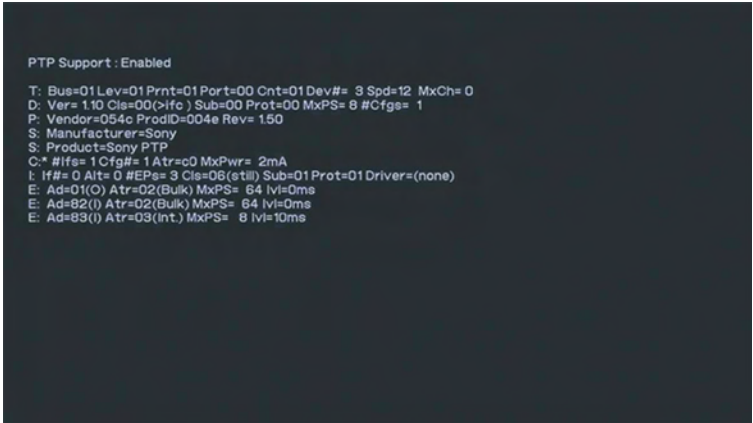 PTP Support : Enabled
T: Bus=01 Lev=01 Prnt=01 Port=00 Cnt=01 Dev#= 3 Spd=12 MxCh= 0
D: Ver= 1.10 Cls=00(>ifc ) Sub=00 Prot=00 MxPS= 8 #Cfgs= 1
P: Vendor=054c ProdID=004e Rev= 1.50
S: Manufacturer=Sony
S: Product=Sony PTP
C:* #Ifs= 1 Cfg#= 1 Atr=c0 MxPwr= 2mA
I: If#= 0 Alt= 0 #EPs= 3 Cls=06(still) Sub=01 Prot=01 Driver=(none)
E: Ad=01(O) Atr=02(Bulk) MxPS= 64 Ivl=0ms
E: Ad=82(I) Atr=02(Bulk) MxPS= 64 Ivl=0ms
E: Ad=83(I) Atr=03(Int.) MxPS= 8 Ivl=10ms